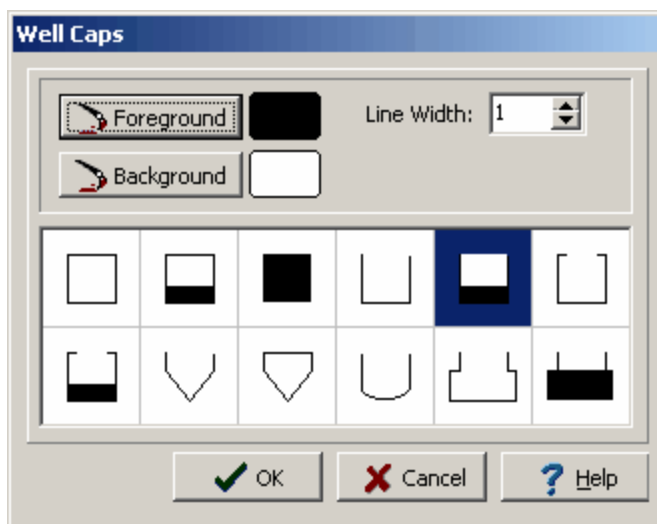 Well Caps
Foreground
Line Width: 1
Background
OK
Cancel
Help